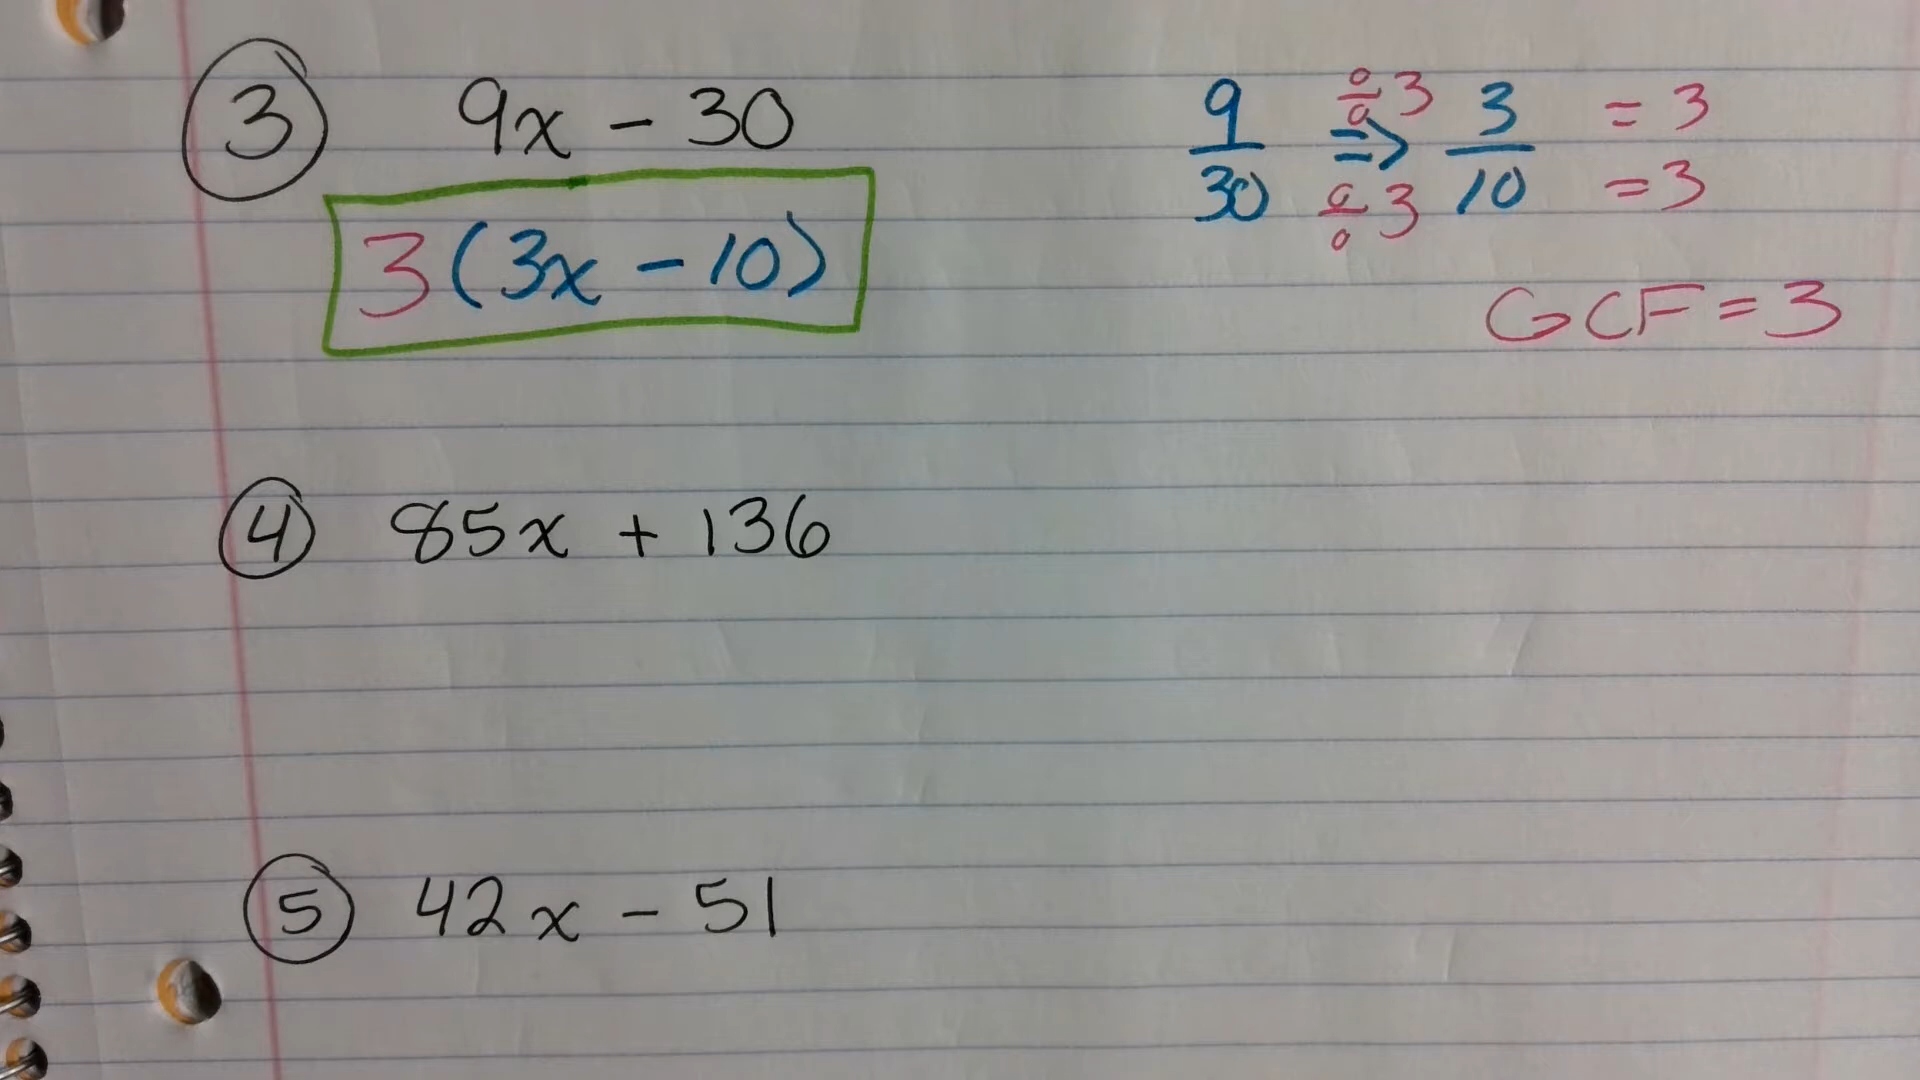 3 9x - 30
3(3x - 10)
9/30 ÷3 ⇒ ÷3 3/10 = 3 = 3
GCF = 3
4 85x + 136
5 42x - 51